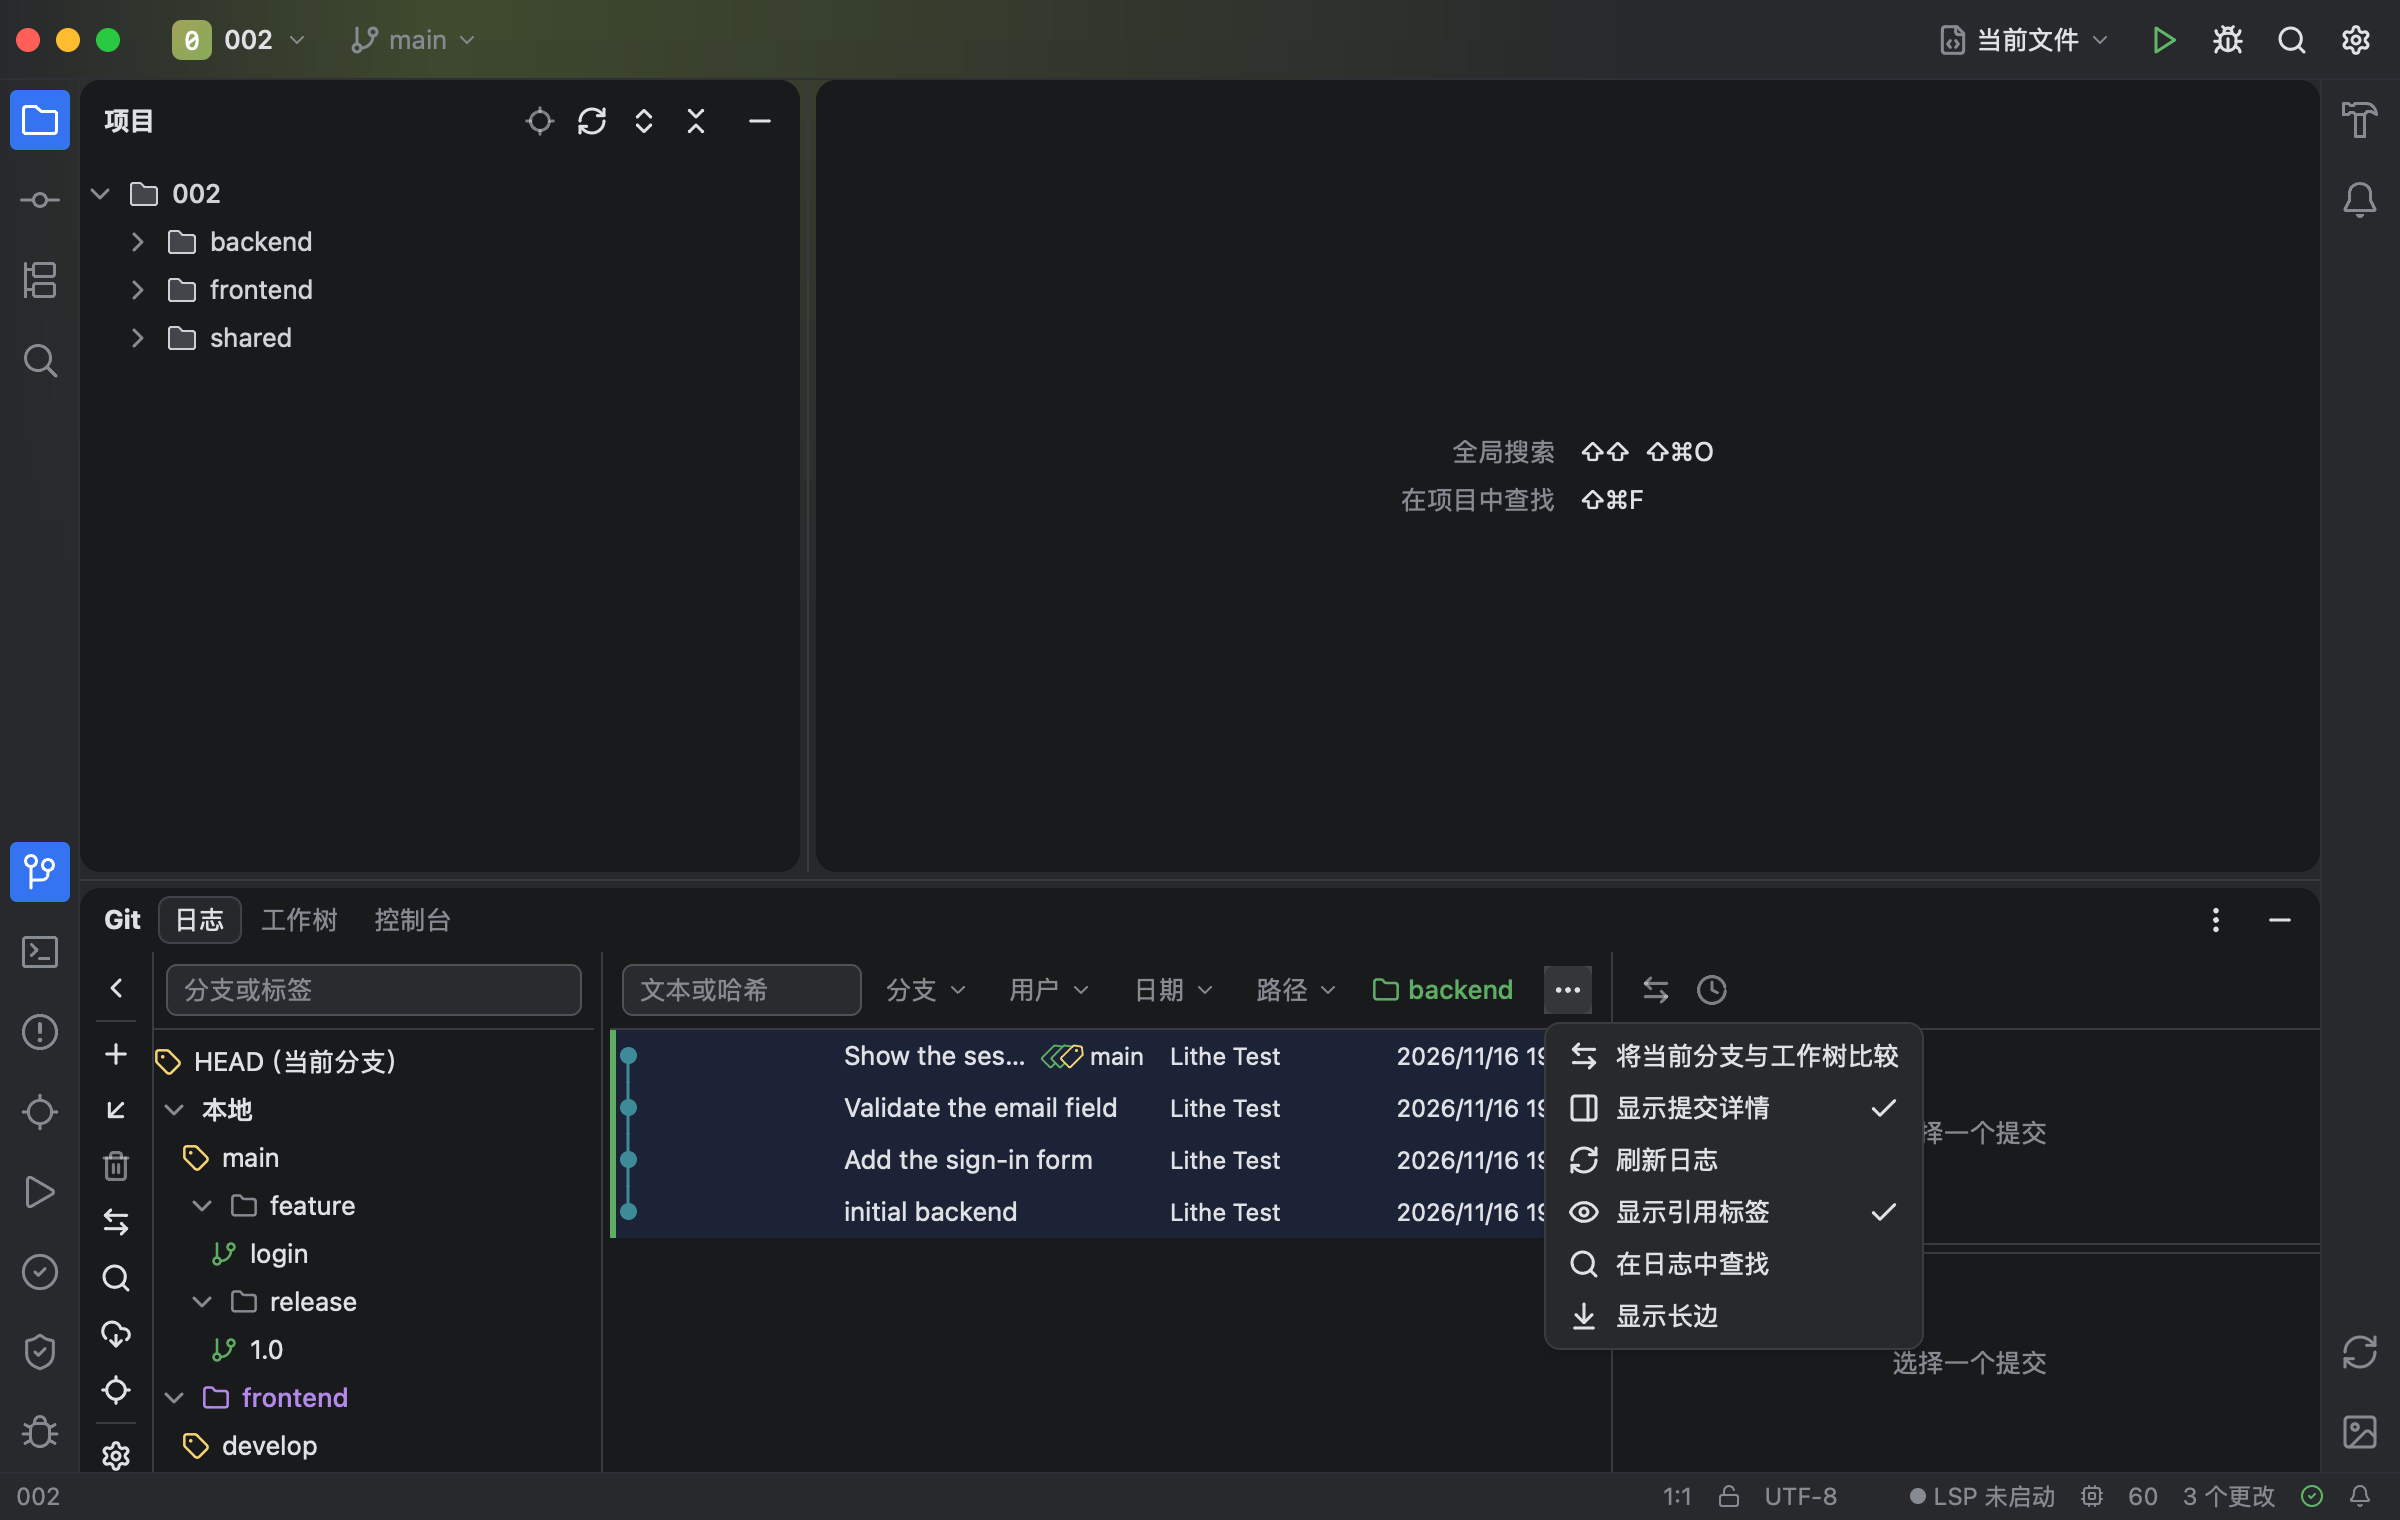 0 002 main 当前文件
项目
002
backend
frontend
shared
全局搜索 ⇧⇧ ⇧⌘O
在项目中查找 ⇧⌘F
Git 日志 工作树 控制台
分支或标签
HEAD (当前分支)
本地
main
feature
login
release
1.0
frontend
develop
文本或哈希 分支 用户 日期 路径 backend
Show the ses... main Lithe Test 2026/11/16
Validate the email field Lithe Test 2026/11/16
Add the sign-in form Lithe Test 2026/11/16
initial backend Lithe Test 2026/11/16
将当前分支与工作树比较
显示提交详情
刷新日志
显示引用标签
在日志中查找
显示长边
择一个提交
选择一个提交
002 1:1 UTF-8 LSP 未启动 60 3 个更改